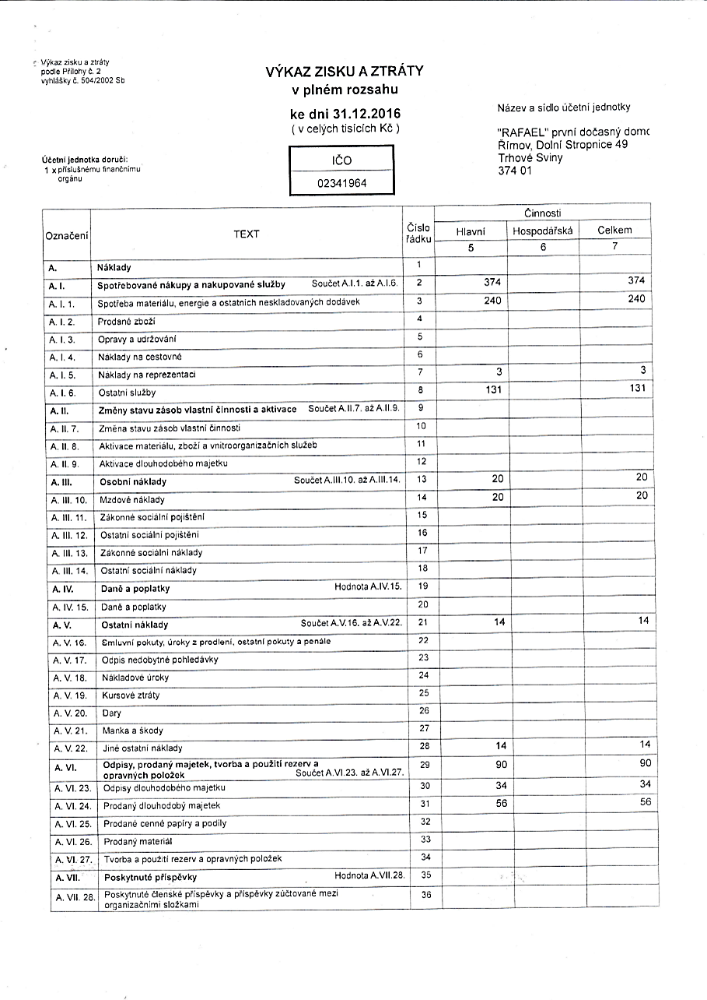 Výkaz zisku a ztráty
podle Přílohy č. 2
vyhlášky č. 504/2002 Sb
VÝKAZ ZISKU A ZTRÁTY
v plném rozsahu
ke dni 31.12.2016
( v celých tisících Kč )
Název a sídlo účetní jednotky
"RAFAEL" první dočasný domc
Římov, Dolní Stropnice 49
Trhové Sviny
374 01
Účetní jednotka doručí:
1 x příslušnému finančnímu
orgánu
IČO
02341964
Označení TEXT Číslo řádku Činnosti
Hlavní Hospodářská Celkem
5 6 7
A. Náklady 1
A. I. Spotřebované nákupy a nakupované služby Součet A.I.1. až A.I.6. 2 374 374
A. I. 1. Spotřeba materiálu, energie a ostatních neskladovaných dodávek 3 240 240
A. I. 2. Prodané zboží 4
A. I. 3. Opravy a udržování 5
A. I. 4. Náklady na cestovné 6
A. I. 5. Náklady na reprezentaci 7 3 3
A. I. 6. Ostatní služby 8 131 131
A. II. Změny stavu zásob vlastní činnosti a aktivace Součet A.II.7. až A.II.9. 9
A. II. 7. Změna stavu zásob vlastní činnosti 10
A. II. 8. Aktivace materiálu, zboží a vnitroorganizačních služeb 11
A. II. 9. Aktivace dlouhodobého majetku 12
A. III. Osobní náklady Součet A.III.10. až A.III.14. 13 20 20
A. III. 10. Mzdové náklady 14 20 20
A. III. 11. Zákonné sociální pojištění 15
A. III. 12. Ostatní sociální pojištění 16
A. III. 13. Zákonné sociální náklady 17
A. III. 14. Ostatní sociální náklady 18
A. IV. Daně a poplatky Hodnota A.IV.15. 19
A. IV. 15. Daně a poplatky 20
A. V. Ostatní náklady Součet A.V.16. až A.V.22. 21 14 14
A. V. 16. Smluvní pokuty, úroky z prodlení, ostatní pokuty a penále 22
A. V. 17. Odpis nedobytné pohledávky 23
A. V. 18. Nákladové úroky 24
A. V. 19. Kursové ztráty 25
A. V. 20. Dary 26
A. V. 21. Manka a škody 27
A. V. 22. Jiné ostatní náklady 28 14 14
A. VI. Odpisy, prodaný majetek, tvorba a použití rezerv a
opravných položek Součet A.VI.23. až A.VI.27. 29 90 90
A. VI. 23. Odpisy dlouhodobého majetku 30 34 34
A. VI. 24. Prodaný dlouhodobý majetek 31 56 56
A. VI. 25. Prodané cenné papíry a podíly 32
A. VI. 26. Prodaný materiál 33
A. VI. 27. Tvorba a použití rezerv a opravných položek 34
A. VII. Poskytnuté příspěvky Hodnota A.VII.28. 35
A. VII. 28. Poskytnuté členské příspěvky a příspěvky zúčtované mezi
organizačními složkami 36